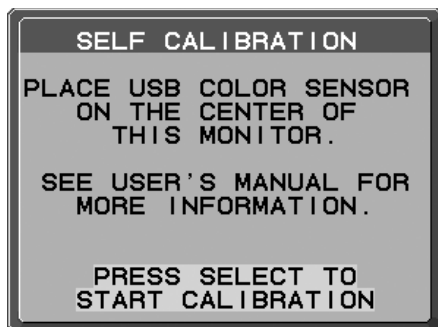 SELF CALIBRATION
PLACE USB COLOR SENSOR
ON THE CENTER OF
THIS MONITOR.
SEE USER'S MANUAL FOR
MORE INFORMATION.
PRESS SELECT TO
START CALIBRATION